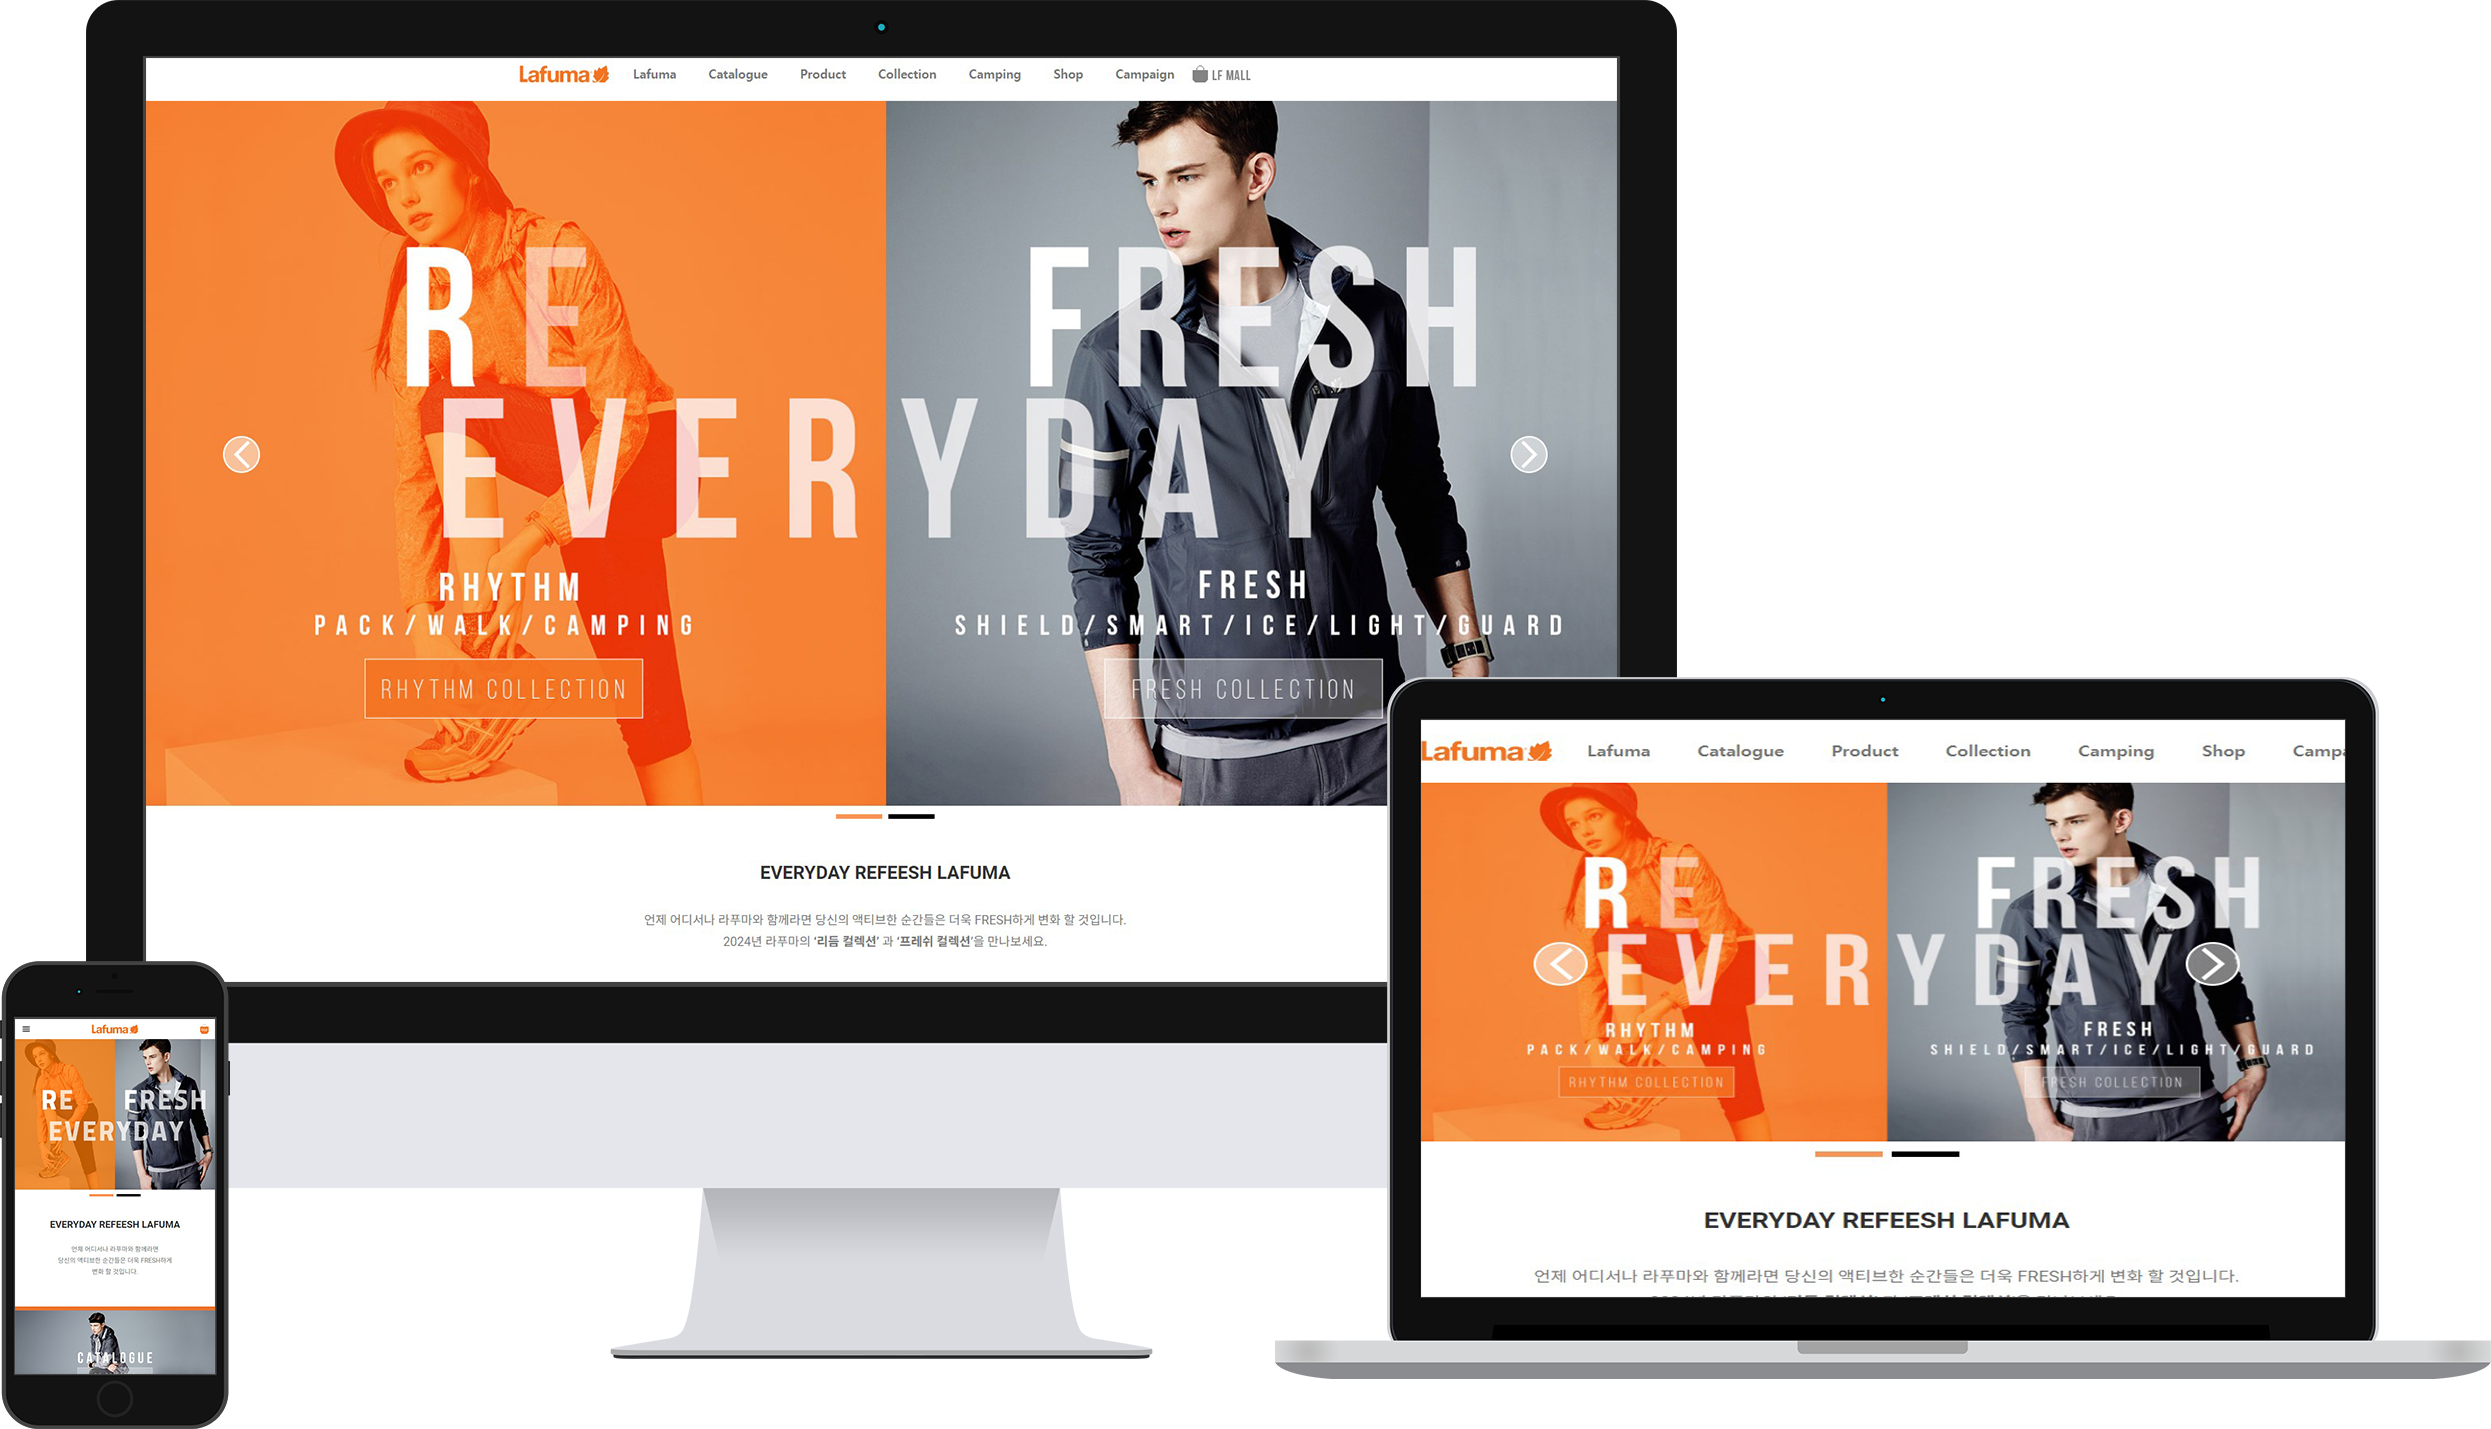 Lafuma Lafuma Catalogue Product Collection Camping Shop Campaign LF MALL
RE FRESH
EVERYDAY
RHYTHM
PACK/WALK/CAMPING
RHYTHM COLLECTION
FRESH
SHIELD/SMART/ICE/LIGHT/GUARD
FRESH COLLECTION
EVERYDAY REFEESH LAFUMA
언제 어디서나 라푸마와 함께라면 당신의 액티브한 순간들은 더욱 FRESH하게 변화 할 것입니다.
2024년 라푸마의 ‘리듬 컬렉션’ 과 ‘프레쉬 컬렉션’을 만나보세요.
Lafuma
RE FRESH
EVERYDAY
EVERYDAY REFEESH LAFUMA
언제 어디서나 라푸마와 함께라면
당신의 액티브한 순간들은 더욱 FRESH하게
변화 할 것입니다.
CATALOGUE
Lafuma Lafuma Catalogue Product Collection Camping Shop Campa
RE FRESH
EVERYDAY
RHYTHM
PACK/WALK/CAMPING
RHYTHM COLLECTION
FRESH
SHIELD/SMART/ICE/LIGHT/GUARD
FRESH COLLECTION
EVERYDAY REFEESH LAFUMA
언제 어디서나 라푸마와 함께라면 당신의 액티브한 순간들은 더욱 FRESH하게 변화 할 것입니다.